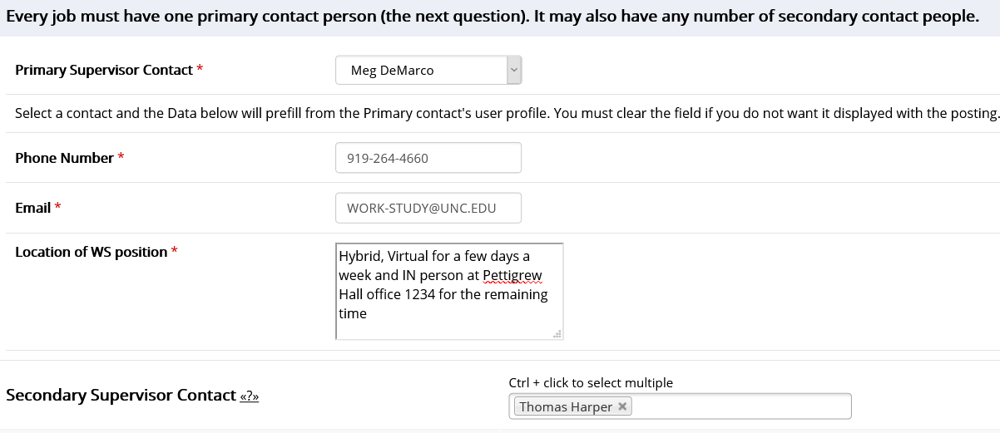 Every job must have one primary contact person (the next question). It may also have any number of secondary contact people.
Primary Supervisor Contact *
Meg DeMarco
Select a contact and the Data below will prefill from the Primary contact's user profile. You must clear the field if you do not want it displayed with the posting.
Phone Number *
919-264-4660
Email *
WORK-STUDY@UNC.EDU
Location of WS position *
Hybrid, Virtual for a few days a
week and IN person at Pettigrew
Hall office 1234 for the remaining
time
Secondary Supervisor Contact «?»
Ctrl + click to select multiple
Thomas Harper ×